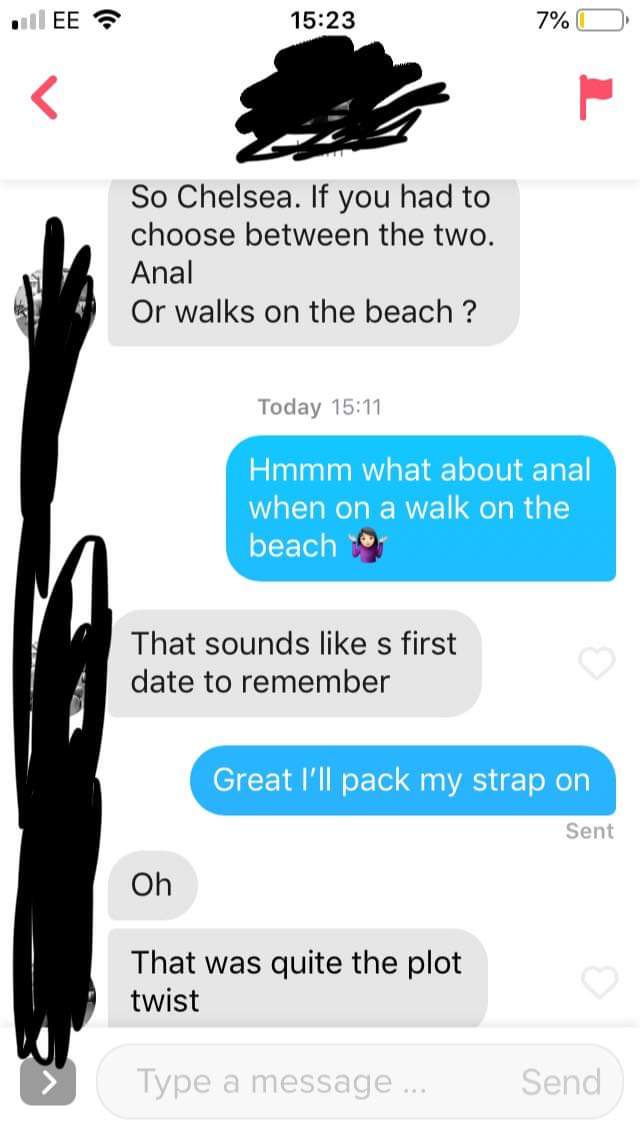 EE 15:23 7%
So Chelsea. If you had to
choose between the two.
Anal
Or walks on the beach ?
Today 15:11
Hmmm what about anal
when on a walk on the
beach 🤷🏻‍♀️
That sounds like s first
date to remember
Great I'll pack my strap on
Sent
Oh
That was quite the plot
twist
Type a message ... Send